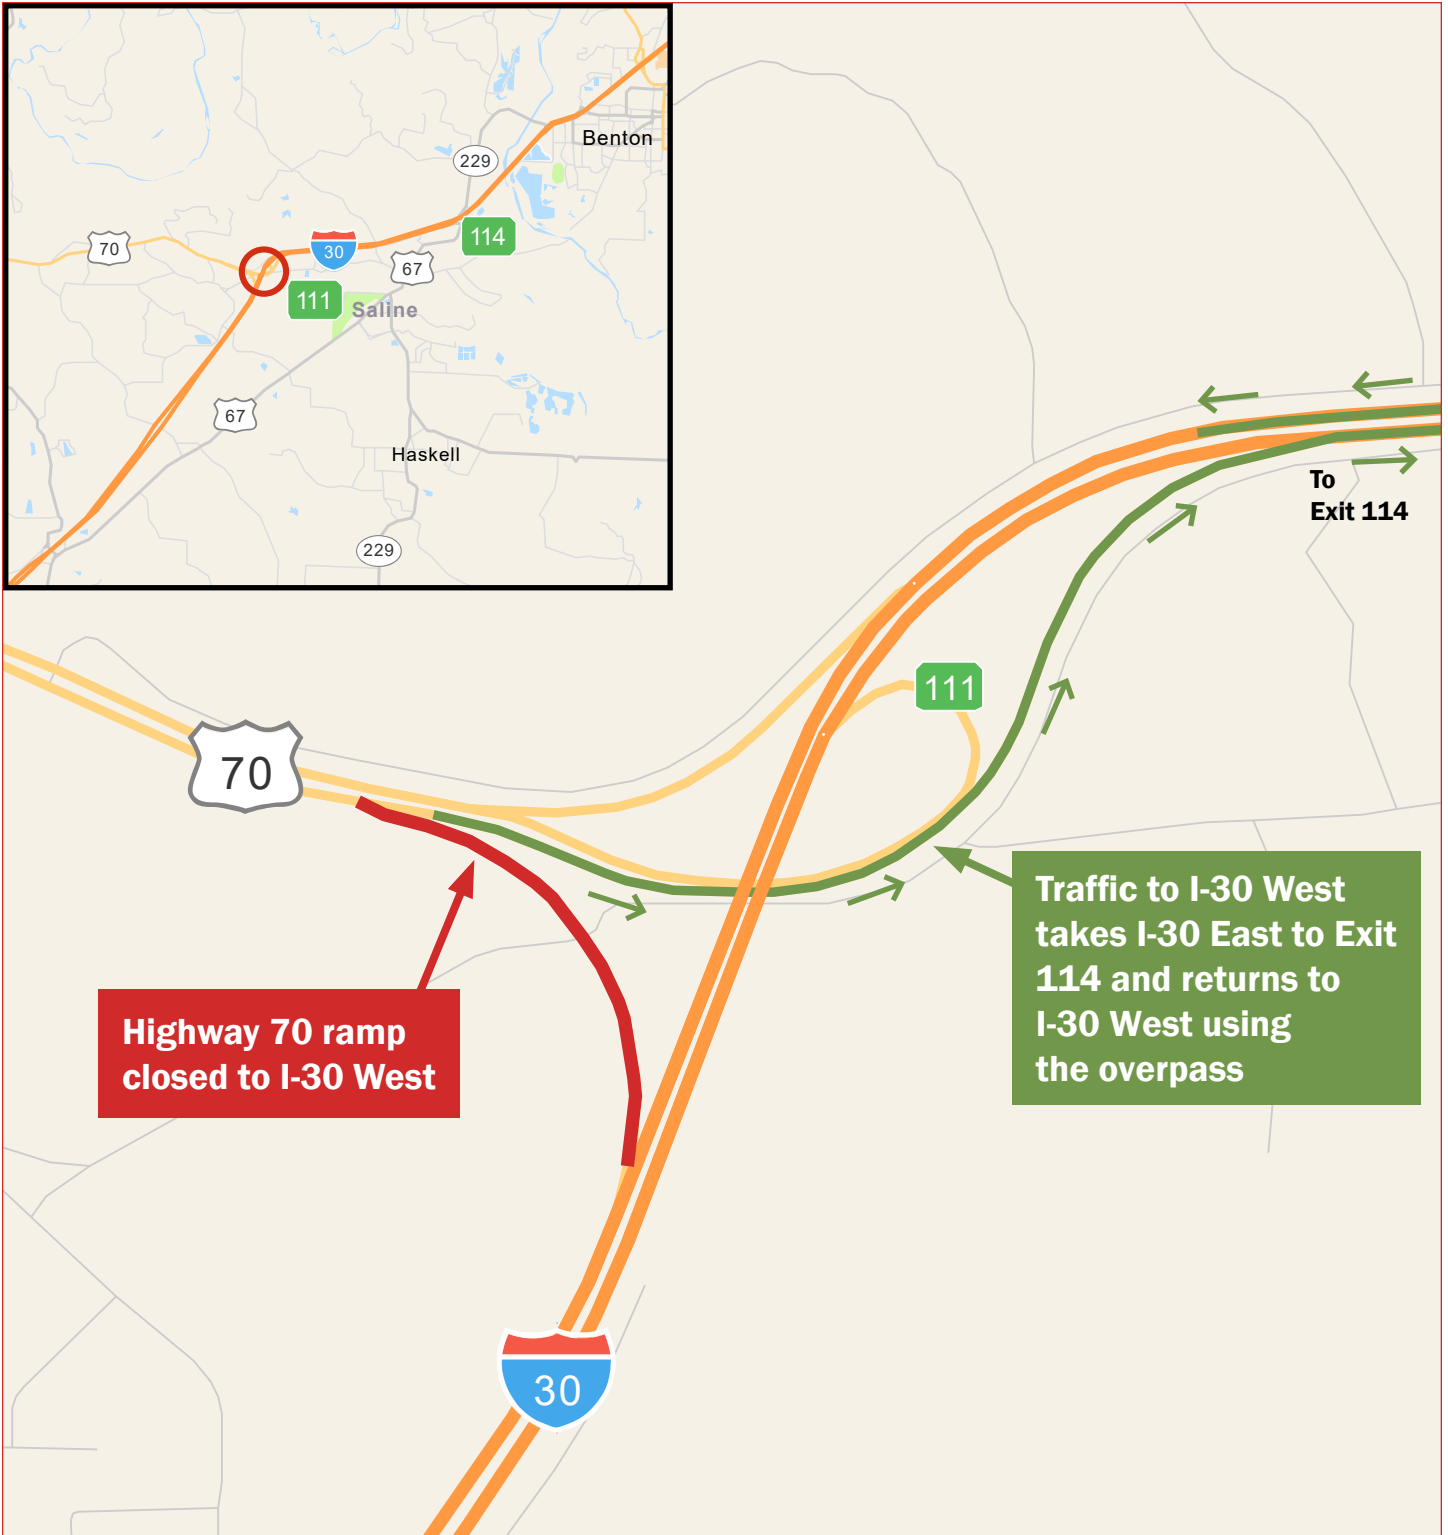 Benton
229
114
70
30
67
111
Saline
67
Haskell
229
To
Exit 114
111
70
Traffic to I-30 West
takes I-30 East to Exit
114 and returns to
I-30 West using
the overpass
Highway 70 ramp
closed to I-30 West
30